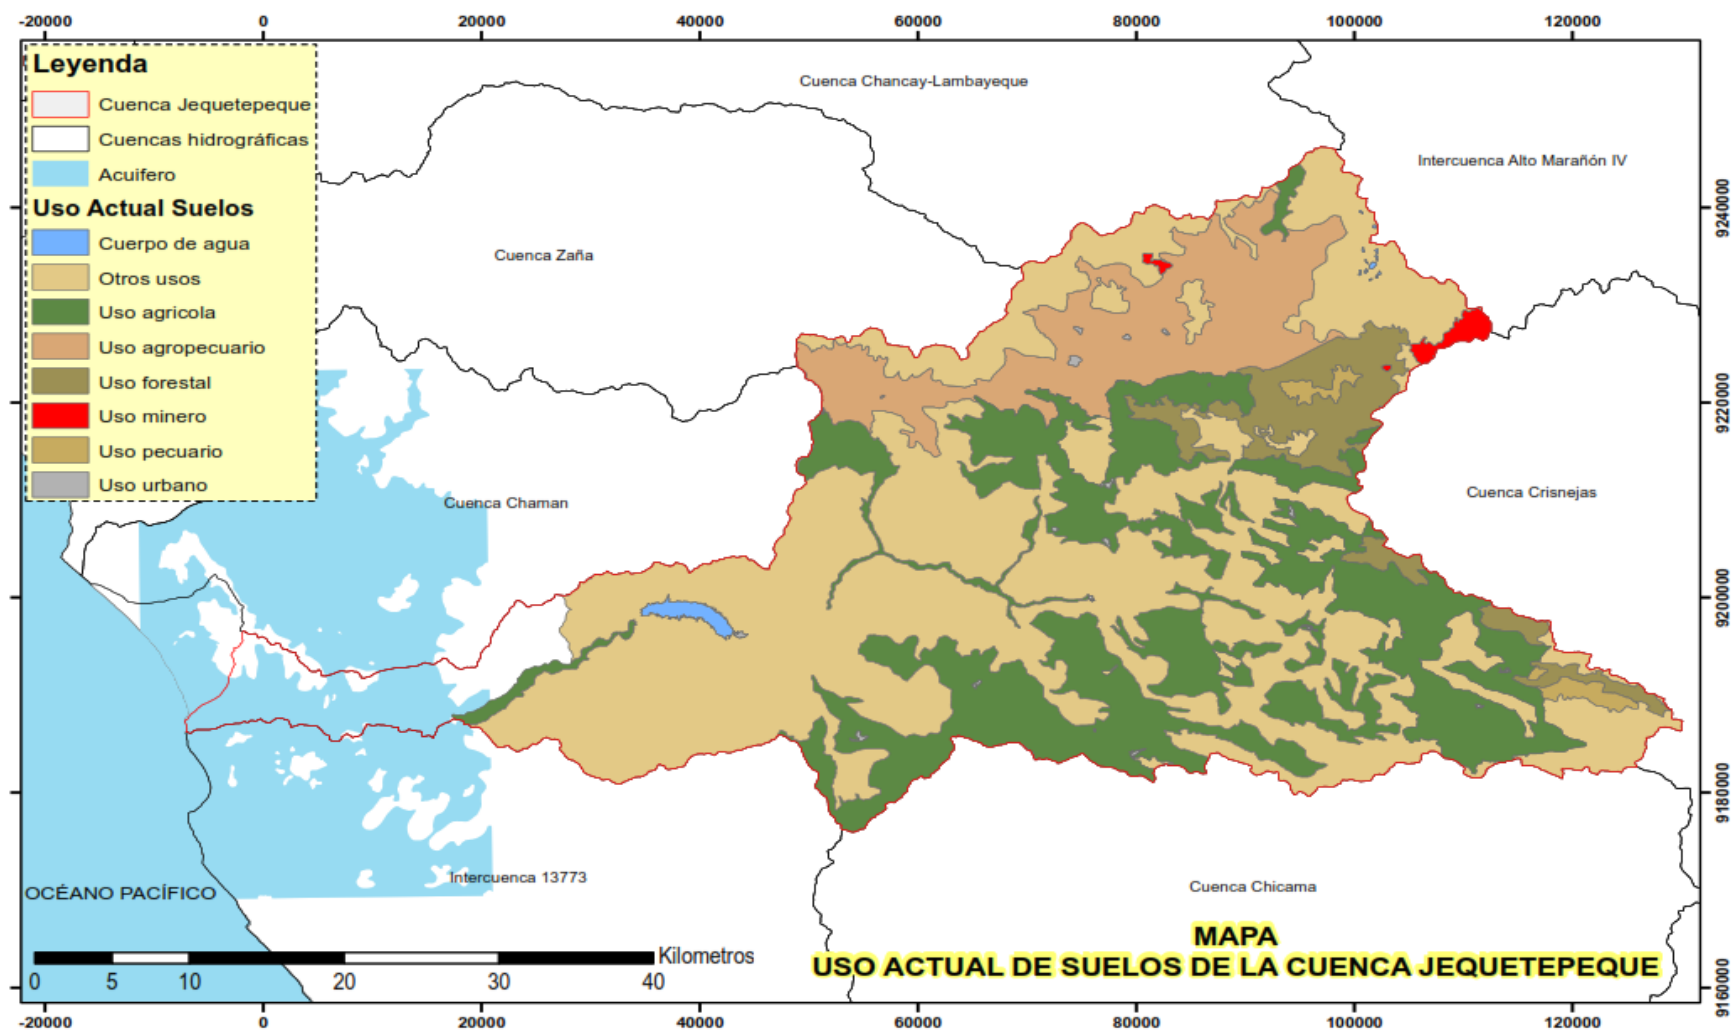 -20000 0 20000 40000 60000 80000 100000 120000
Leyenda
Cuenca Jequetepeque
Cuencas hidrográficas
Acuifero
Uso Actual Suelos
Cuerpo de agua
Otros usos
Uso agricola
Uso agropecuario
Uso forestal
Uso minero
Uso pecuario
Uso urbano
Cuenca Chancay-Lambayeque
Intercuenca Alto Marañón IV
Cuenca Zaña
Cuenca Chaman
Cuenca Crisnejas
Intercuenca 13773
Cuenca Chicama
OCÉANO PACÍFICO
9240000
9220000
9200000
9180000
9160000
Kilometros
0 5 10 20 30 40
MAPA
USO ACTUAL DE SUELOS DE LA CUENCA JEQUETEPEQUE
-20000 0 20000 40000 60000 80000 100000 120000